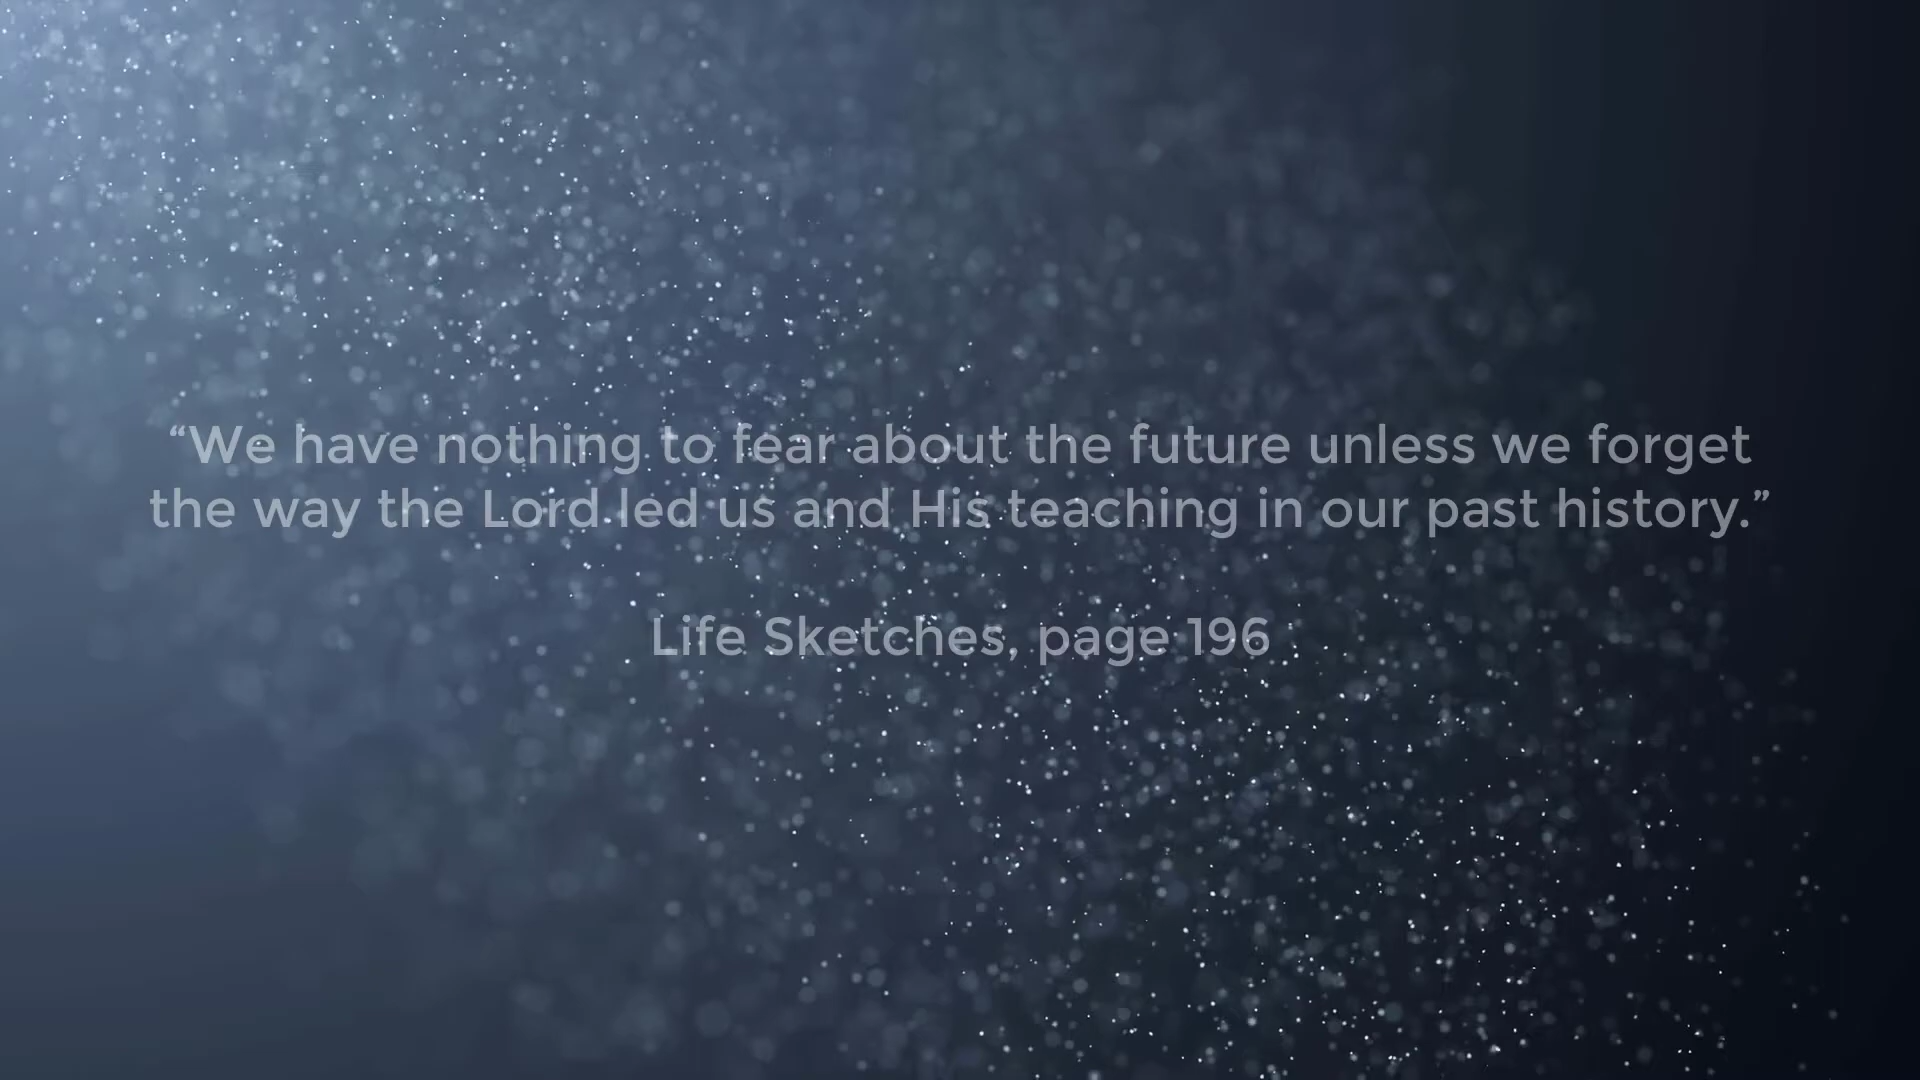 “We have nothing to fear about the future unless we forget
the way the Lord led us and His teaching in our past history.”
Life Sketches, page 196